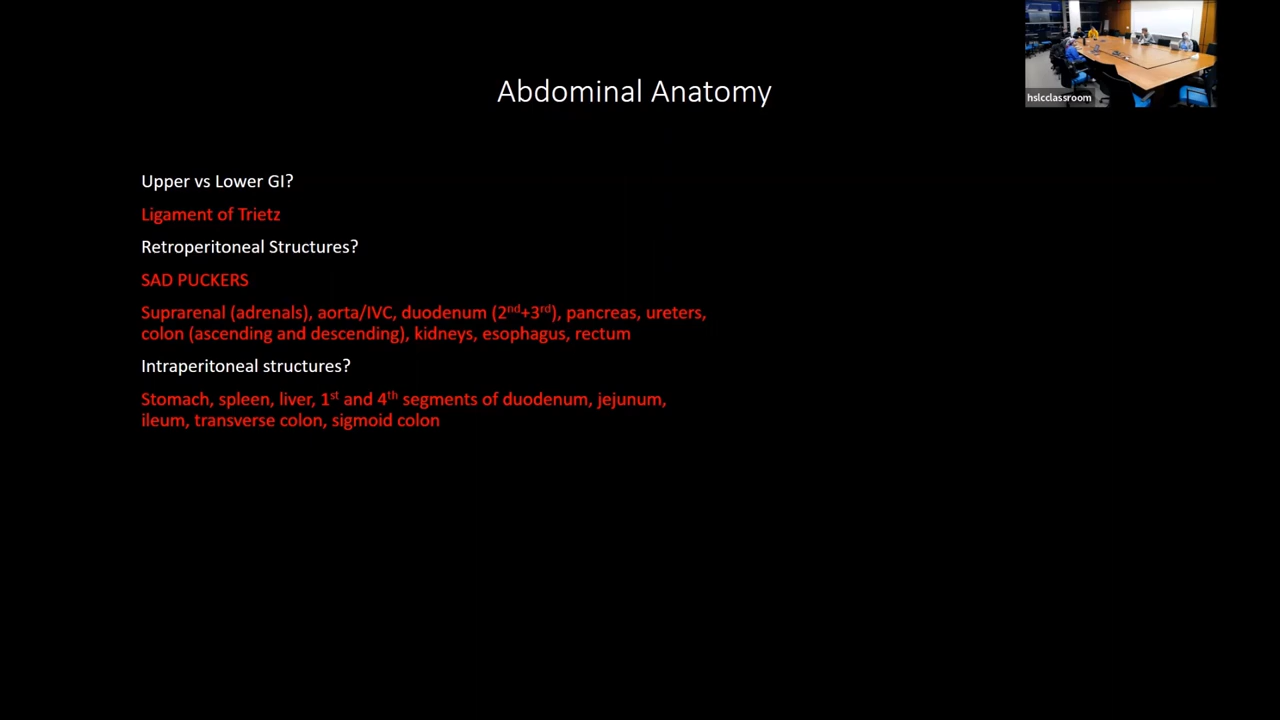 hslcclassroom
Abdominal Anatomy
Upper vs Lower GI?
Ligament of Trietz
Retroperitoneal Structures?
SAD PUCKERS
Suprarenal (adrenals), aorta/IVC, duodenum (2nd+3rd), pancreas, ureters,
colon (ascending and descending), kidneys, esophagus, rectum
Intraperitoneal structures?
Stomach, spleen, liver, 1st and 4th segments of duodenum, jejunum,
ileum, transverse colon, sigmoid colon